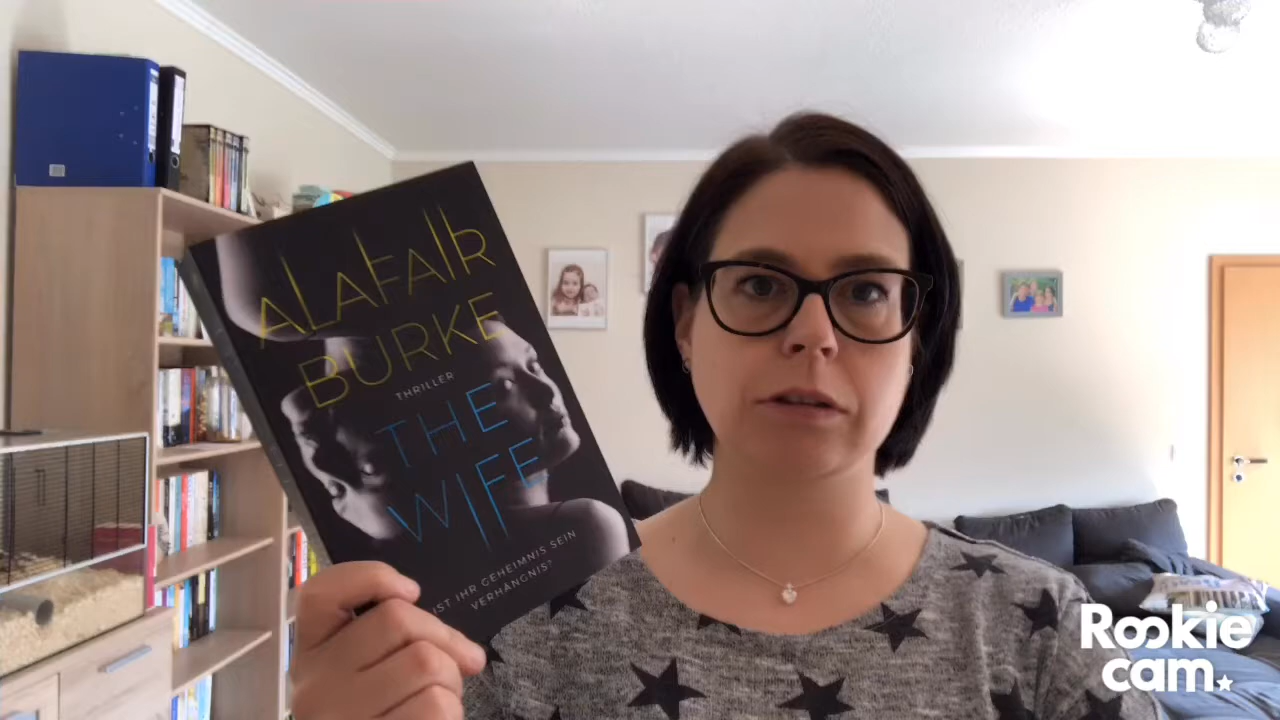 ALAFAIR
BURKE
THRILLER
THE
WIFE
IST IHR GEHEIMNIS SEIN
VERHÄNGNIS?
Rookie
cam.